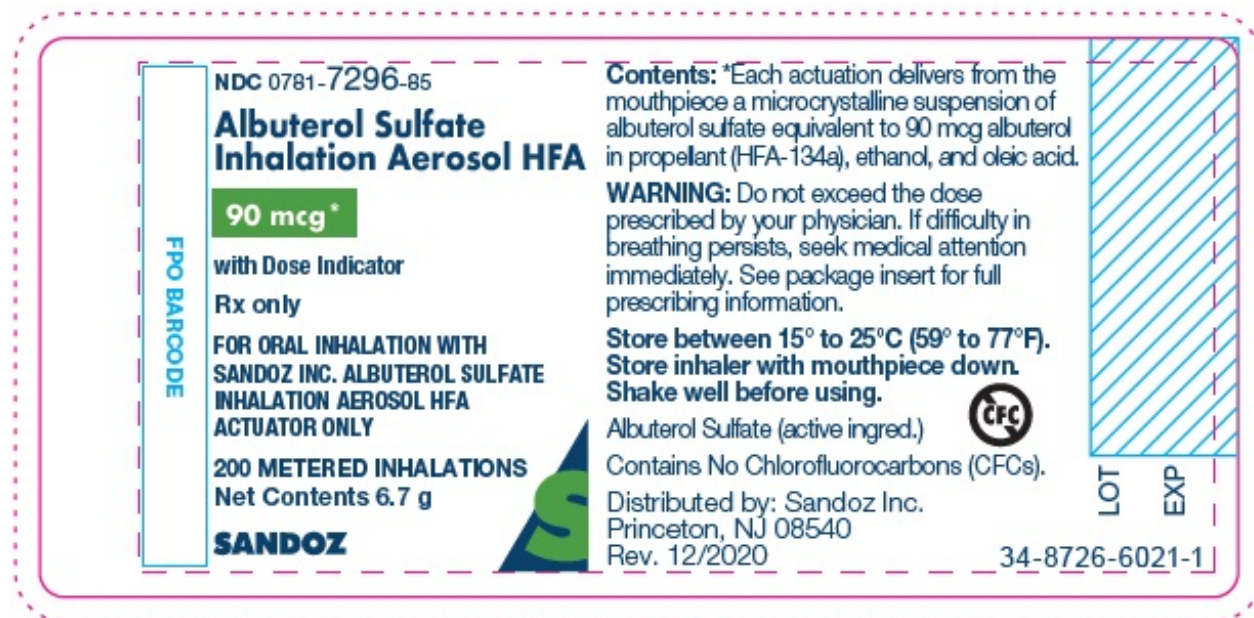 FPO BARCODE
NDC 0781-7296-85
Albuterol Sulfate
Inhalation Aerosol HFA
90 mcg*
with Dose Indicator
Rx only
FOR ORAL INHALATION WITH
SANDOZ INC. ALBUTEROL SULFATE
INHALATION AEROSOL HFA
ACTUATOR ONLY
200 METERED INHALATIONS
Net Contents 6.7 g
SANDOZ
S
Contents: *Each actuation delivers from the
mouthpiece a microcrystalline suspension of
albuterol sulfate equivalent to 90 mcg albuterol
in propellant (HFA-134a), ethanol, and oleic acid.
WARNING: Do not exceed the dose
prescribed by your physician. If difficulty in
breathing persists, seek medical attention
immediately. See package insert for full
prescribing information.
Store between 15° to 25°C (59° to 77°F).
Store inhaler with mouthpiece down.
Shake well before using.
CFC
Albuterol Sulfate (active ingred.)
Contains No Chlorofluorocarbons (CFCs).
Distributed by: Sandoz Inc.
Princeton, NJ 08540
Rev. 12/2020
LOT
EXP
34-8726-6021-1